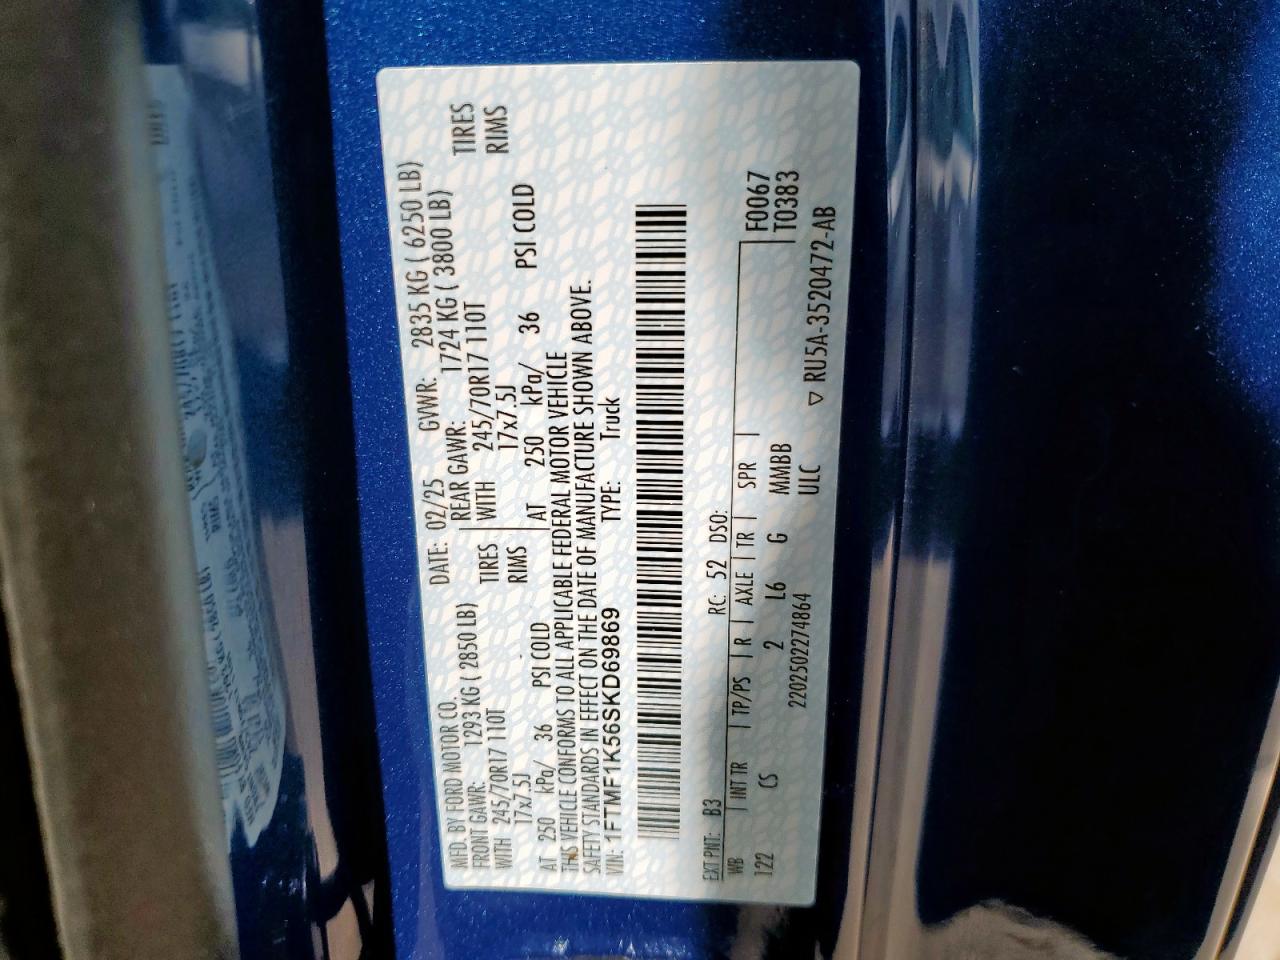 MFD. BY FORD MOTOR CO. DATE: 02/25 GVWR: 2835 KG ( 6250 LB)
FRONT GAWR: 1293 KG ( 2850 LB) REAR GAWR: 1724 KG ( 3800 LB)
WITH 245/70R17 110T TIRES WITH 245/70R17 110T TIRES
17x7.5J RIMS 17x7.5J RIMS
AT 250 kPa/ 36 PSI COLD AT 250 kPa/ 36 PSI COLD
THIS VEHICLE CONFORMS TO ALL APPLICABLE FEDERAL MOTOR VEHICLE
SAFETY STANDARDS IN EFFECT ON THE DATE OF MANUFACTURE SHOWN ABOVE.
VIN: 1FTMF1K56SKD69869 TYPE: Truck
EXT PNT: B3 RC: 52 DSO:
WB INT TR TP/PS R AXLE TR SPR F0067
122 CS 2 L6 G MMBB T0383
2202502274864 ULC ▽ RU5A-3520472-AB